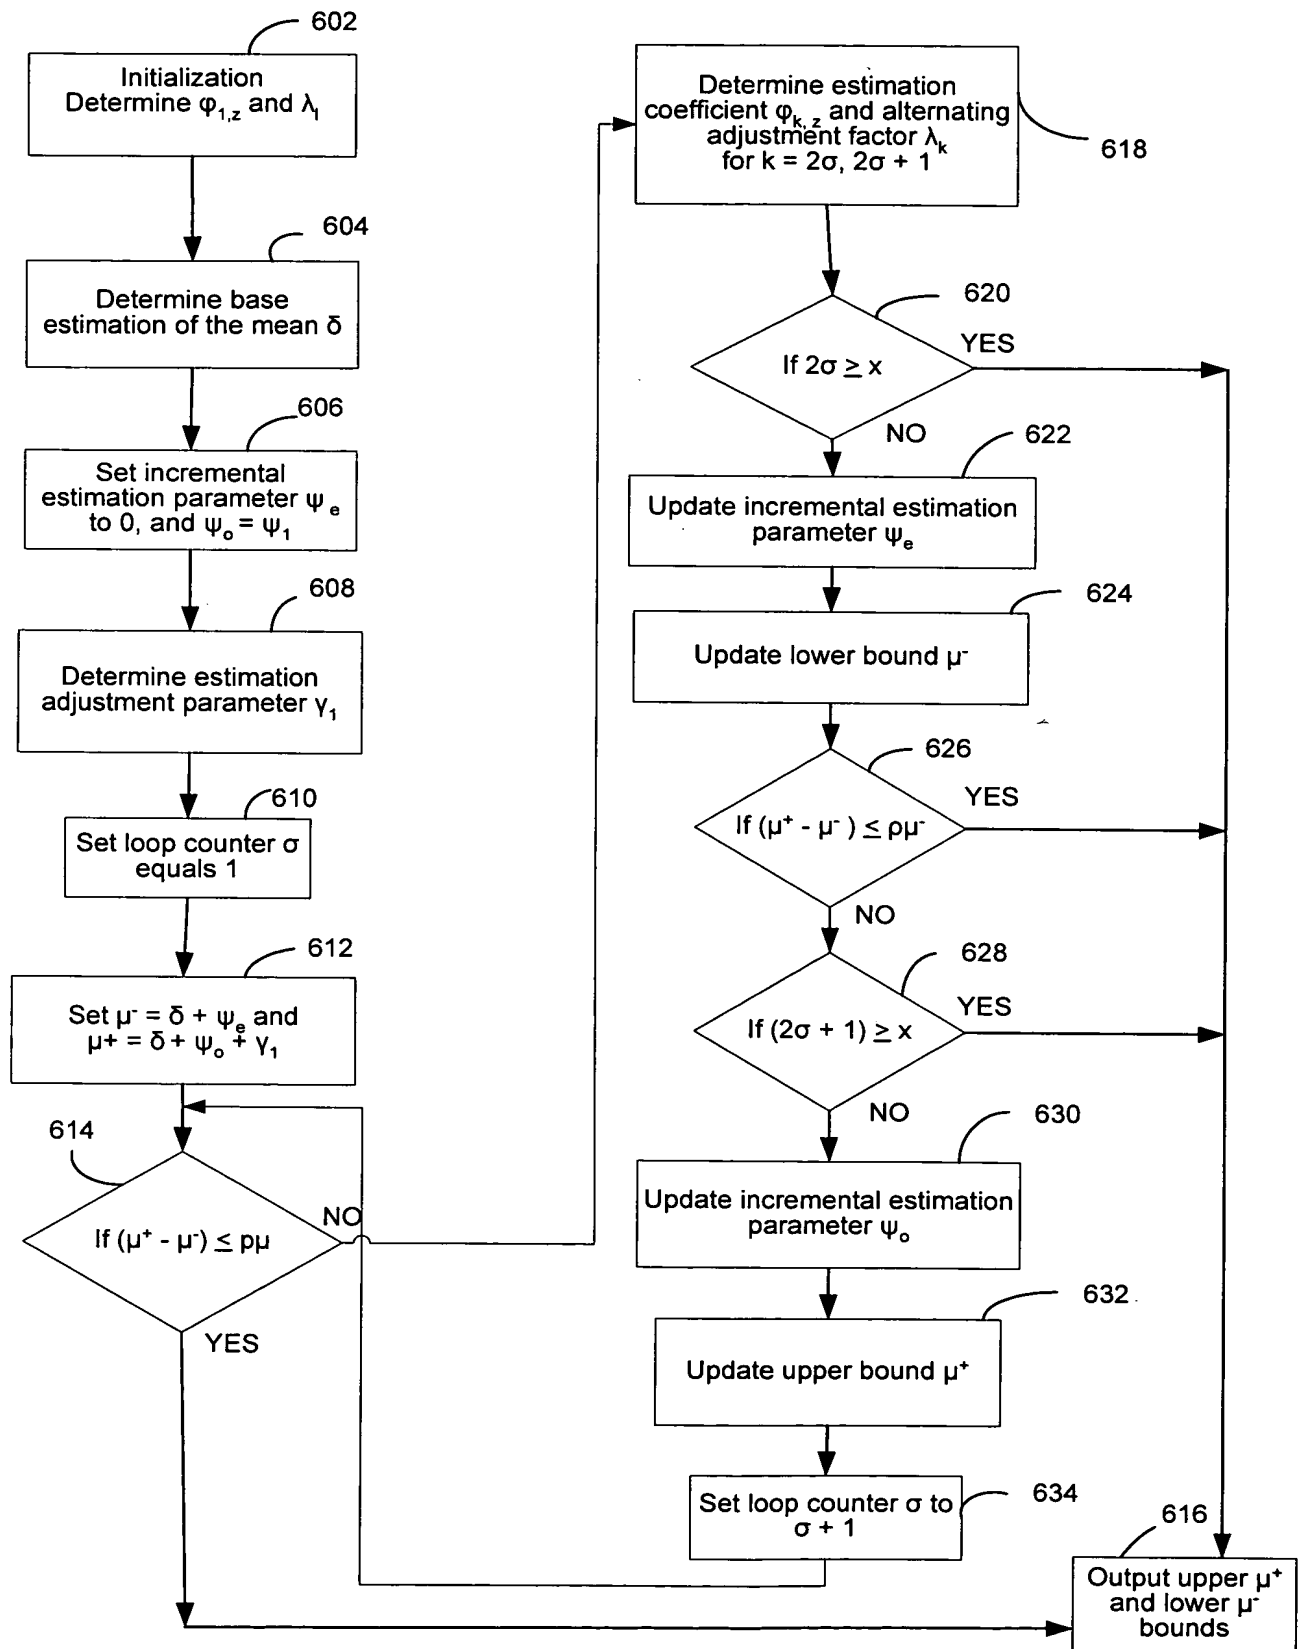 602
Initialization
Determine φ1,z and λI
604
Determine base
estimation of the mean δ
606
Set incremental
estimation parameter ψ e
to 0, and ψo = ψ1
608
Determine estimation
adjustment parameter γ1
610
Set loop counter σ
equals 1
612
Set μ- = δ + ψe and
μ+ = δ + ψo + γ1
614
If (μ+ - μ-) ≤ pμ
NO
YES
618
Determine estimation
coefficient φk, z and alternating
adjustment factor λk
for k = 2σ, 2σ + 1
620
If 2σ ≥ x
YES
NO
622
Update incremental estimation
parameter ψe
624
Update lower bound μ-
626
If (μ+ - μ- ) ≤ ρμ-
YES
NO
628
If (2σ + 1) ≥ x
YES
NO
630
Update incremental estimation
parameter ψo
632
Update upper bound μ+
634
Set loop counter σ to
σ + 1
616
Output upper μ+
and lower μ-
bounds